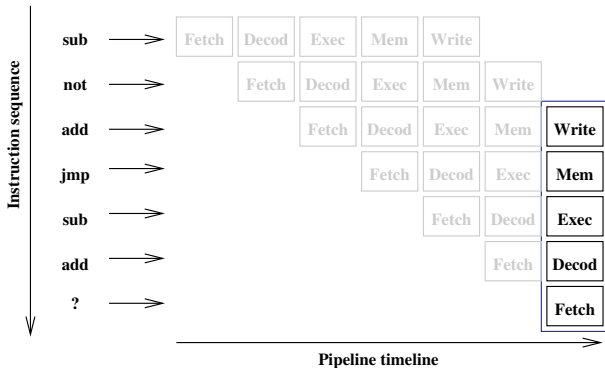 sub Fetch Decod Exec Mem Write
not Fetch Decod Exec Mem Write
add Fetch Decod Exec Mem Write
jmp Fetch Decod Exec Mem
sub Fetch Decod Exec
add Fetch Decod
? Fetch
Instruction sequence
Pipeline timeline